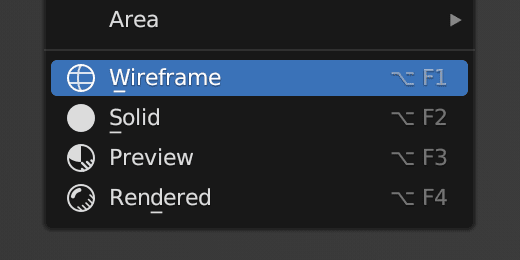 Area
Wireframe ⌥ F1
Solid ⌥ F2
Preview ⌥ F3
Rendered ⌥ F4